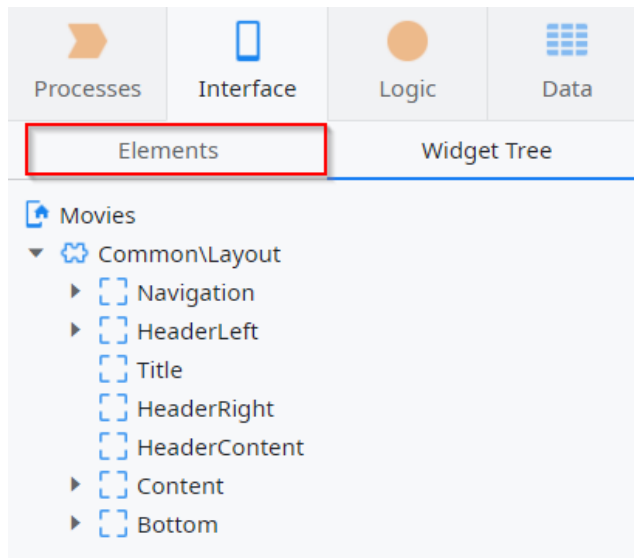 Processes Interface Logic Data
Elements Widget Tree
Movies
Common\Layout
Navigation
HeaderLeft
Title
HeaderRight
HeaderContent
Content
Bottom